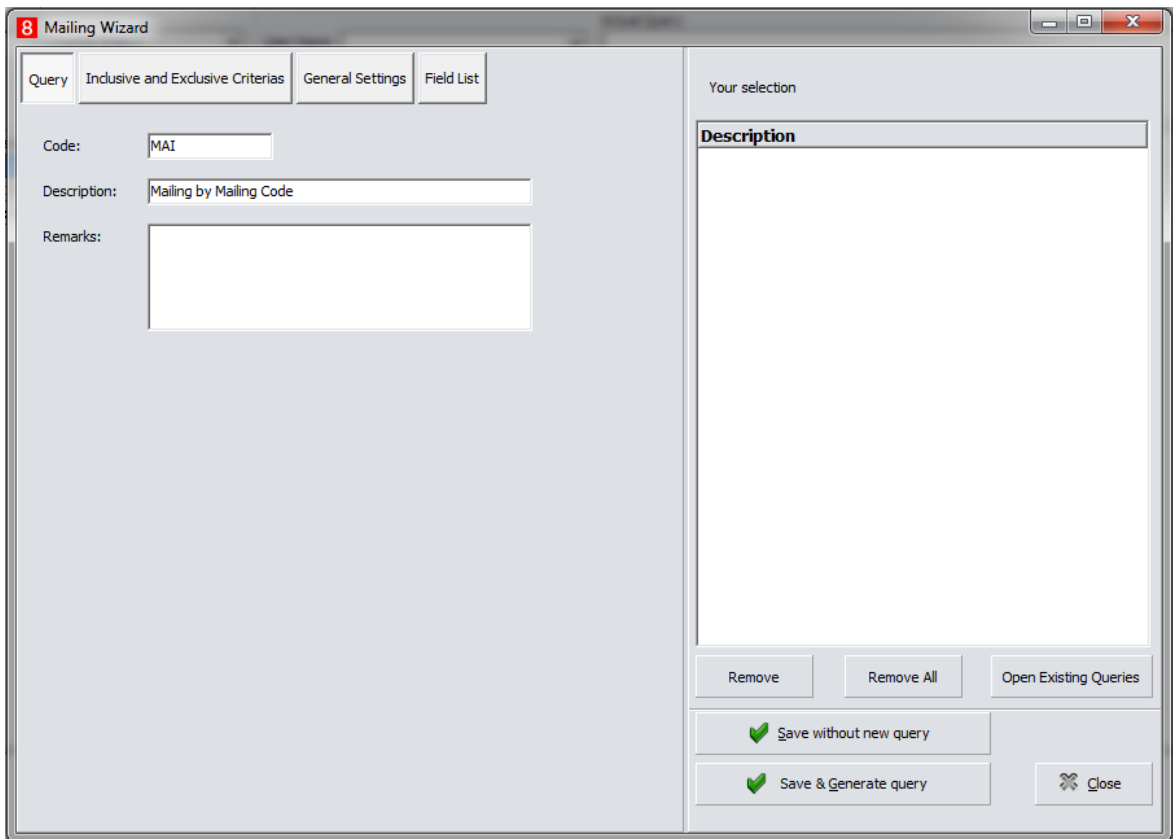 8 Mailing Wizard
Query Inclusive and Exclusive Criterias General Settings Field List
Code: MAI
Description: Mailing by Mailing Code
Remarks:
Your selection
Description
Remove Remove All Open Existing Queries
Save without new query
Save & Generate query Close